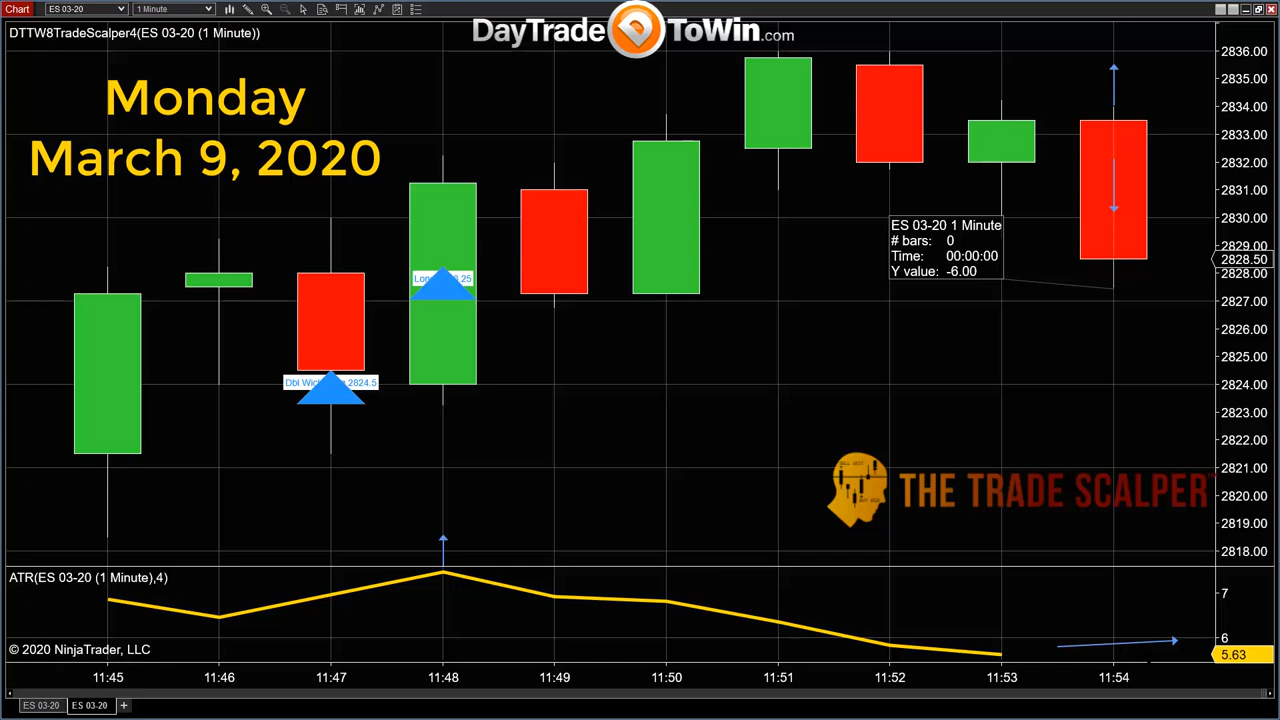 Chart
ES 03-20
1 Minute
DTTW8TradeScalper4(ES 03-20 (1 Minute))
DayTradeToWin.com
Monday
March 9, 2020
2836.00
2835.00
2834.00
2833.00
2832.00
2831.00
2830.00
2829.00
2828.50
2828.00
2827.00
2826.00
2825.00
2824.00
2823.00
2822.00
2821.00
2820.00
2819.00
2818.00
ES 03-20 1 Minute
# bars: 0
Time: 00:00:00
Y value: -6.00
25
Dbl 2824.5
THE TRADE SCALPER
ATR(ES 03-20 (1 Minute),4)
7
6
5.63
© 2020 NinjaTrader, LLC
11:45 11:46 11:47 11:48 11:49 11:50 11:51 11:52 11:53 11:54
ES 03-20
ES 03-20